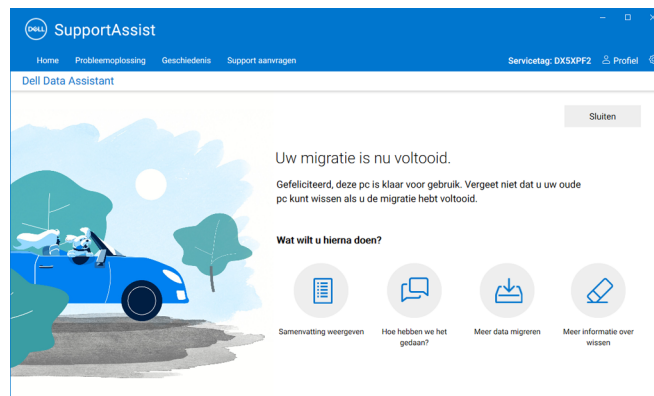 DELL SupportAssist
Home Probleemoplossing Geschiedenis Support aanvragen Servicetag: DX5XPF2 Profiel
Dell Data Assistant
Sluiten
Uw migratie is nu voltooid.
Gefeliciteerd, deze pc is klaar voor gebruik. Vergeet niet dat u uw oude
pc kunt wissen als u de migratie hebt voltooid.
Wat wilt u hierna doen?
Samenvatting weergeven
Hoe hebben we het
gedaan?
Meer data migreren
Meer informatie over
wissen